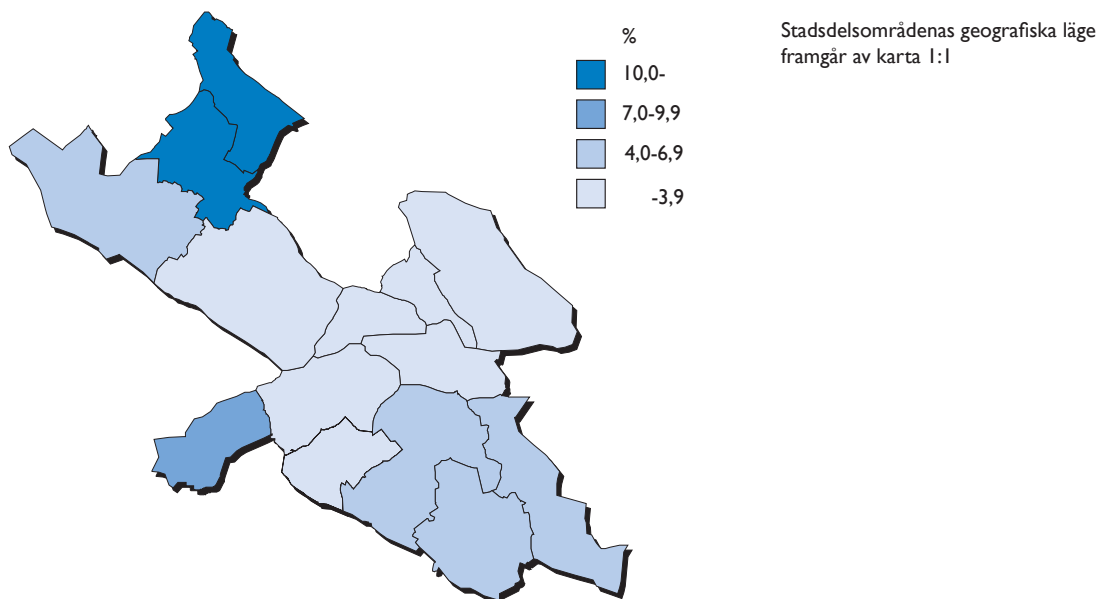 %
10,0-
7,0-9,9
4,0-6,9
-3,9
Stadsdelsområdenas geografiska läge
framgår av karta 1:1